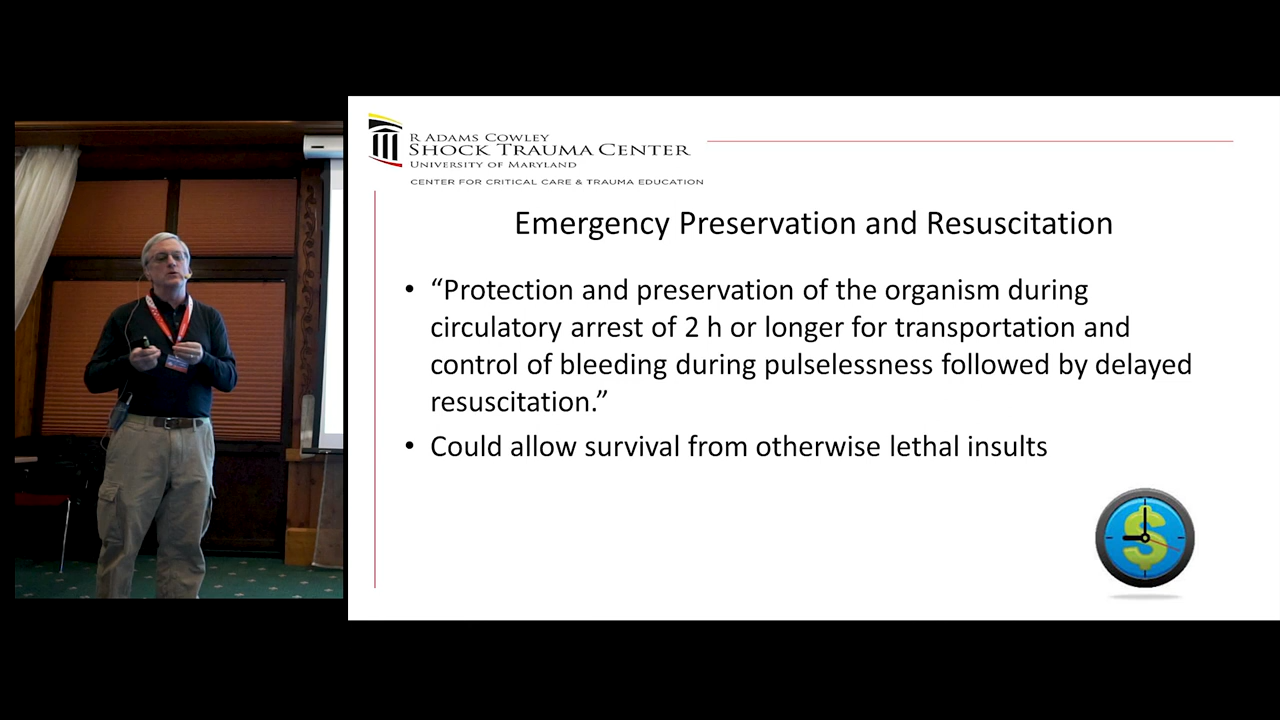 R ADAMS COWLEY
SHOCK TRAUMA CENTER
UNIVERSITY OF MARYLAND
CENTER FOR CRITICAL CARE & TRAUMA EDUCATION
Emergency Preservation and Resuscitation
• “Protection and preservation of the organism during
circulatory arrest of 2 h or longer for transportation and
control of bleeding during pulselessness followed by delayed
resuscitation.”
• Could allow survival from otherwise lethal insults
$